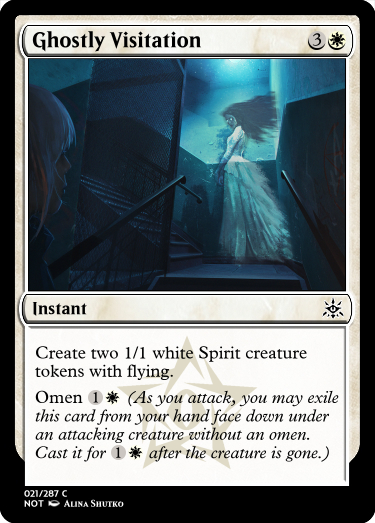 Ghostly Visitation 3
Instant
Create two 1/1 white Spirit creature
tokens with flying.
Omen 1 (As you attack, you may exile
this card from your hand face down under
an attacking creature without an omen.
Cast it for 1 after the creature is gone.)
021/287 C
NOT Alina Shutko